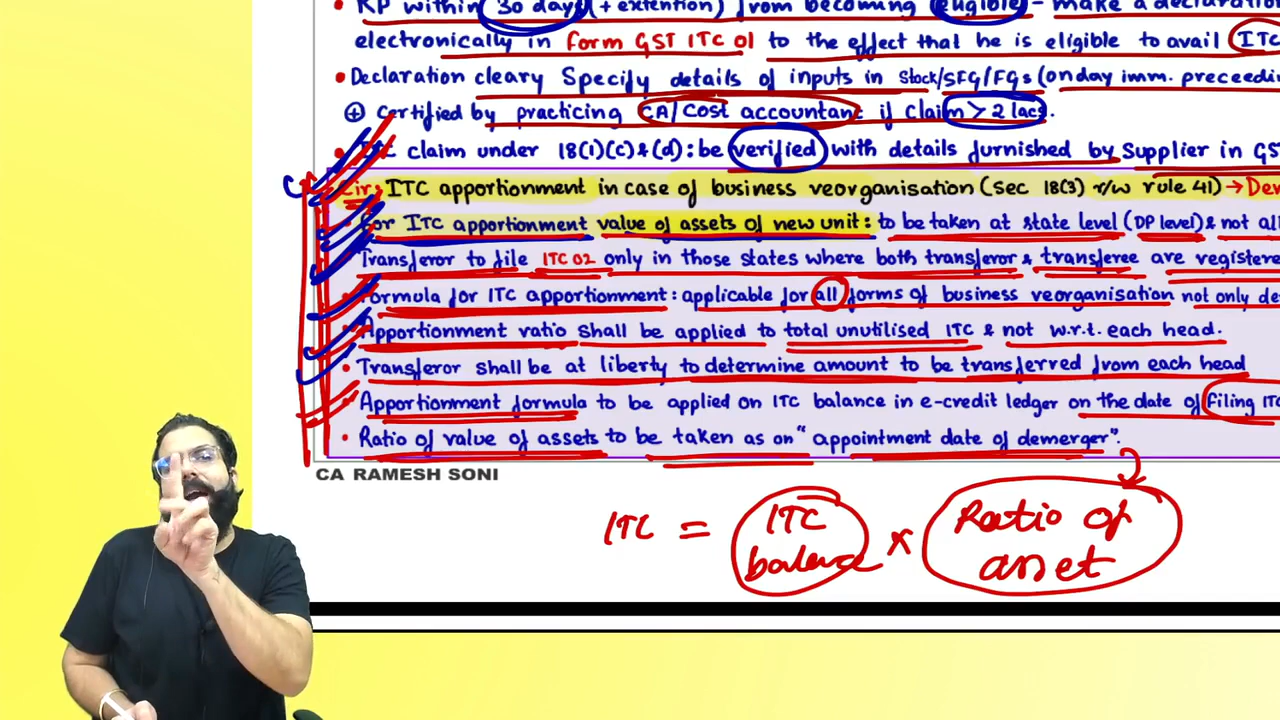 • RP within 30 days (+ extention) from becoming eligible - make a declaration
electronically in Form GST ITC 01 to the effect that he is eligible to avail ITC
• Declaration cleary Specify details of inputs in Stock/SFG/FGs (on day imm. preceedin
⊕ Certified by practicing CA/Cost accountant if Claim > 2 lacs.
• claim under 18(1)(c)&(d): be verified with details furnished by Supplier in GS
Cir: ITC apportionment in case of business reorganisation (sec 18(3) r/w rule 41) → Dem
• For ITC apportionment value of assets of new unit: to be taken at state level (DP level) & not all
Transferor to file ITC 02 only in those states where both transferor & transferee are registere
• Formula for ITC apportionment: applicable for all forms of business reorganisation not only de
• Apportionment ratio shall be applied to total unutilised ITC & not w.r.t. each head.
• Transferor shall be at liberty to determine amount to be transferred from each head
• Apportionment formula to be applied on ITC balance in e-credit ledger on the date of filing ITC
• Ratio of value of assets to be taken as on "appointment date of demerger".
CA RAMESH SONI
ITC = ITC balance × Ratio of asset